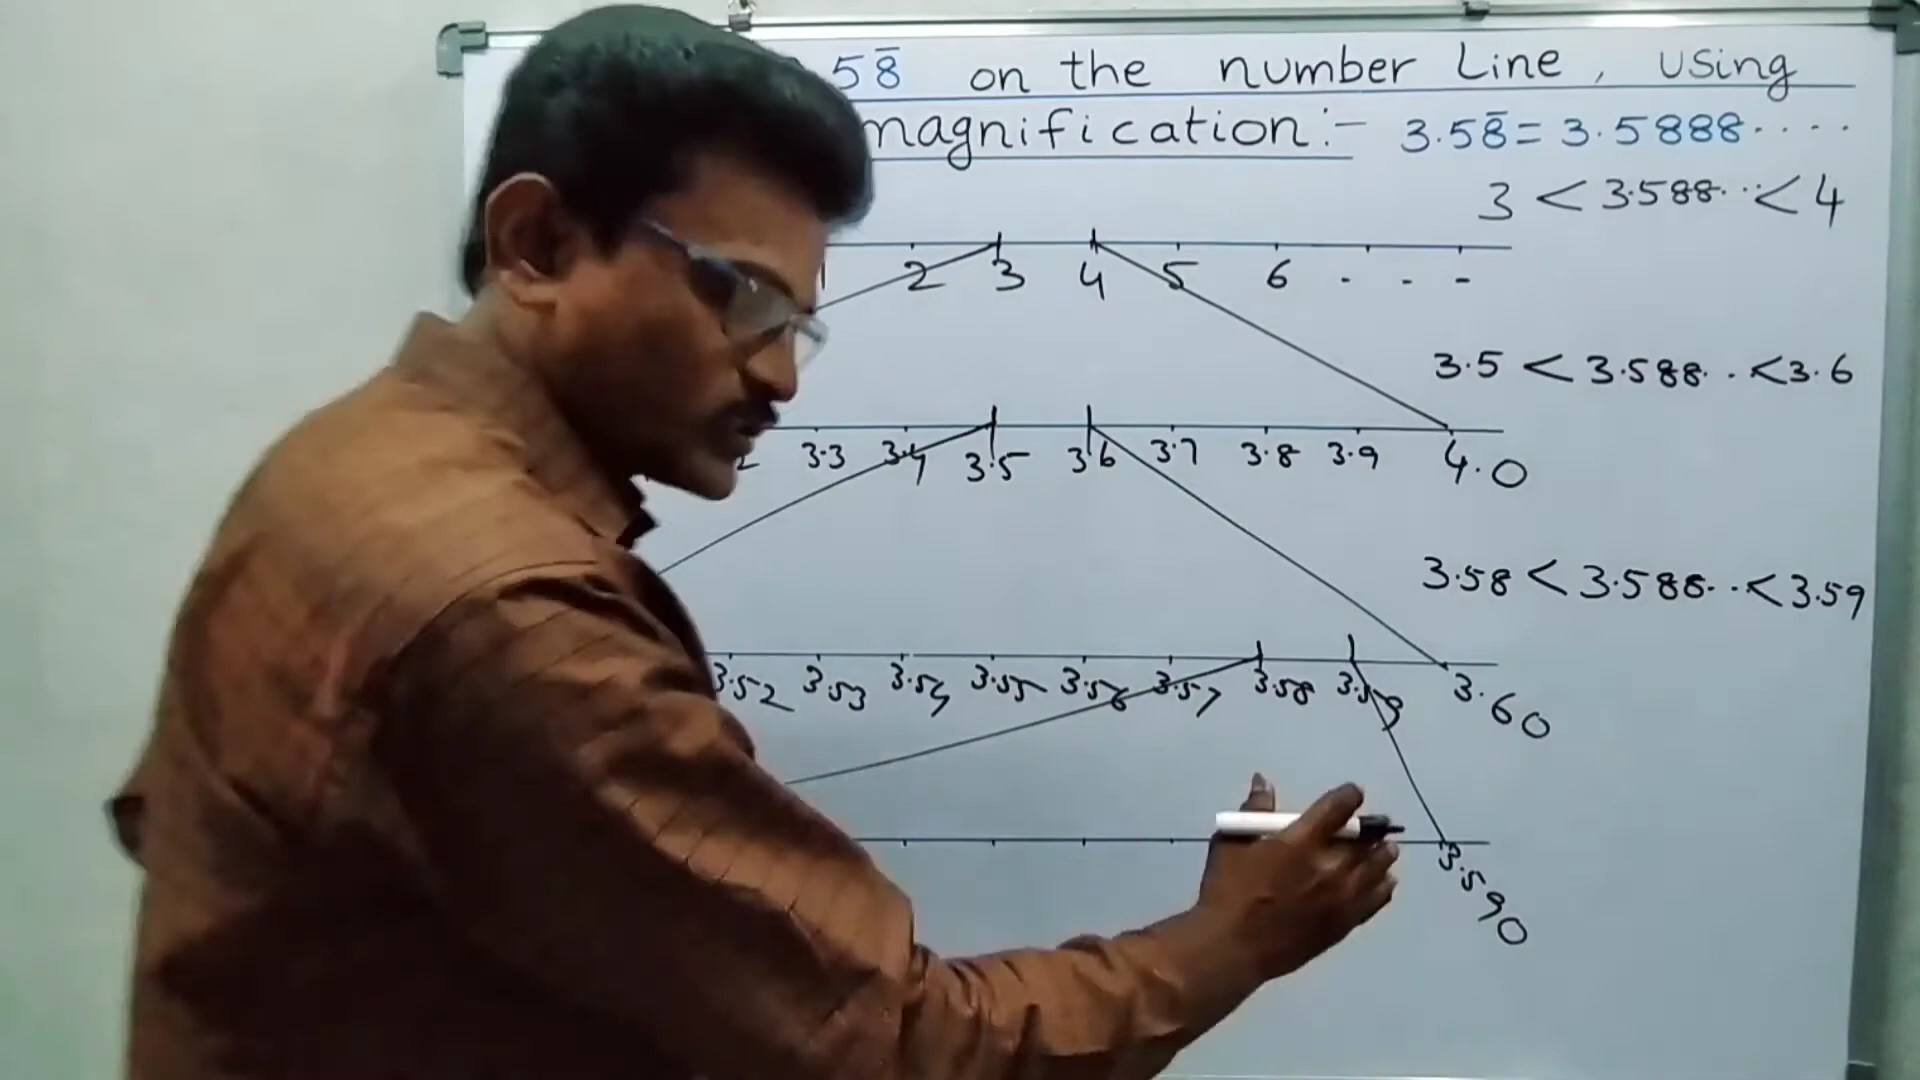 58̅ on the number Line, using
magnification:- 3.58̅ = 3.5888....
3 < 3.588... < 4
1 2 3 4 5 6 - - -
3.5 < 3.588.. < 3.6
2 3.3 3.4 3.5 3.6 3.7 3.8 3.9 4.0
3.58 < 3.588.. < 3.59
3.52 3.53 3.54 3.55 3.56 3.57 3.58 3.59 3.60
3.590